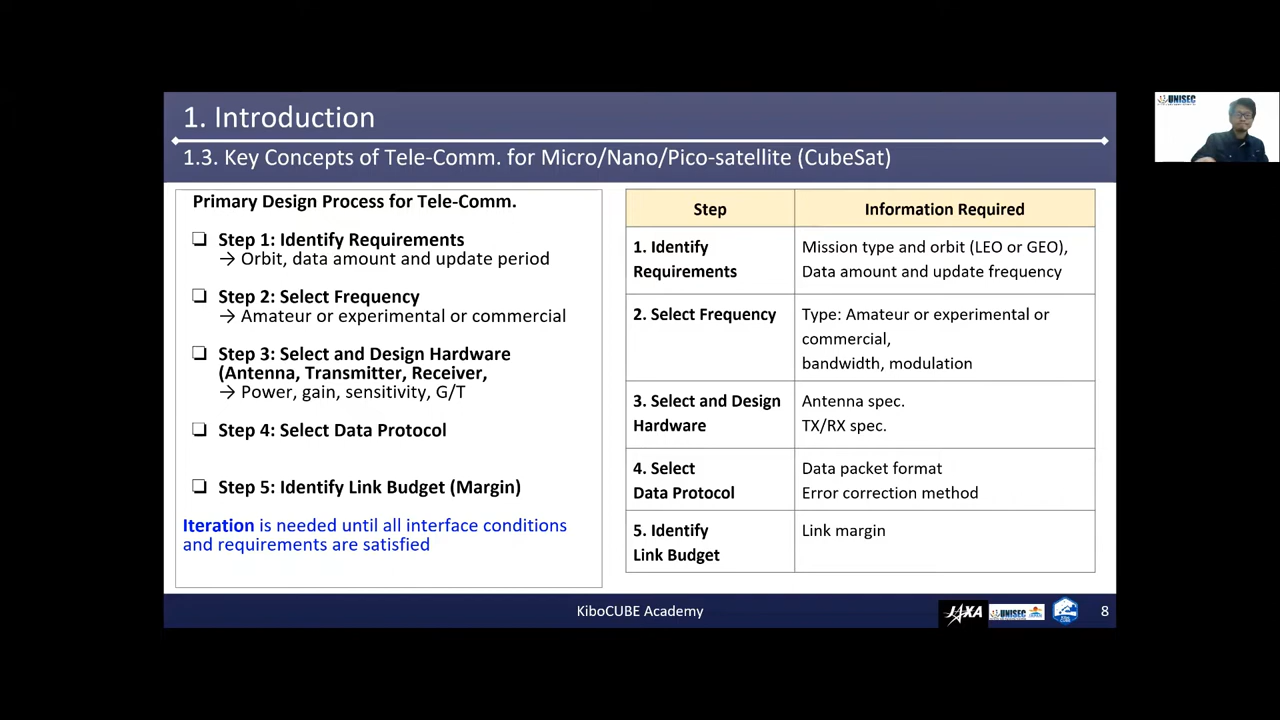 1. Introduction
1.3. Key Concepts of Tele-Comm. for Micro/Nano/Pico-satellite (CubeSat)
Primary Design Process for Tele-Comm.
❏ Step 1: Identify Requirements
→ Orbit, data amount and update period
❏ Step 2: Select Frequency
→ Amateur or experimental or commercial
❏ Step 3: Select and Design Hardware
(Antenna, Transmitter, Receiver,
→ Power, gain, sensitivity, G/T
❏ Step 4: Select Data Protocol
❏ Step 5: Identify Link Budget (Margin)
Iteration is needed until all interface conditions
and requirements are satisfied
Step
Information Required
1. Identify
Requirements
Mission type and orbit (LEO or GEO),
Data amount and update frequency
2. Select Frequency
Type: Amateur or experimental or
commercial,
bandwidth, modulation
3. Select and Design
Hardware
Antenna spec.
TX/RX spec.
4. Select
Data Protocol
Data packet format
Error correction method
5. Identify
Link Budget
Link margin
KiboCUBE Academy
JAXA
UNISEC
8
UNISEC